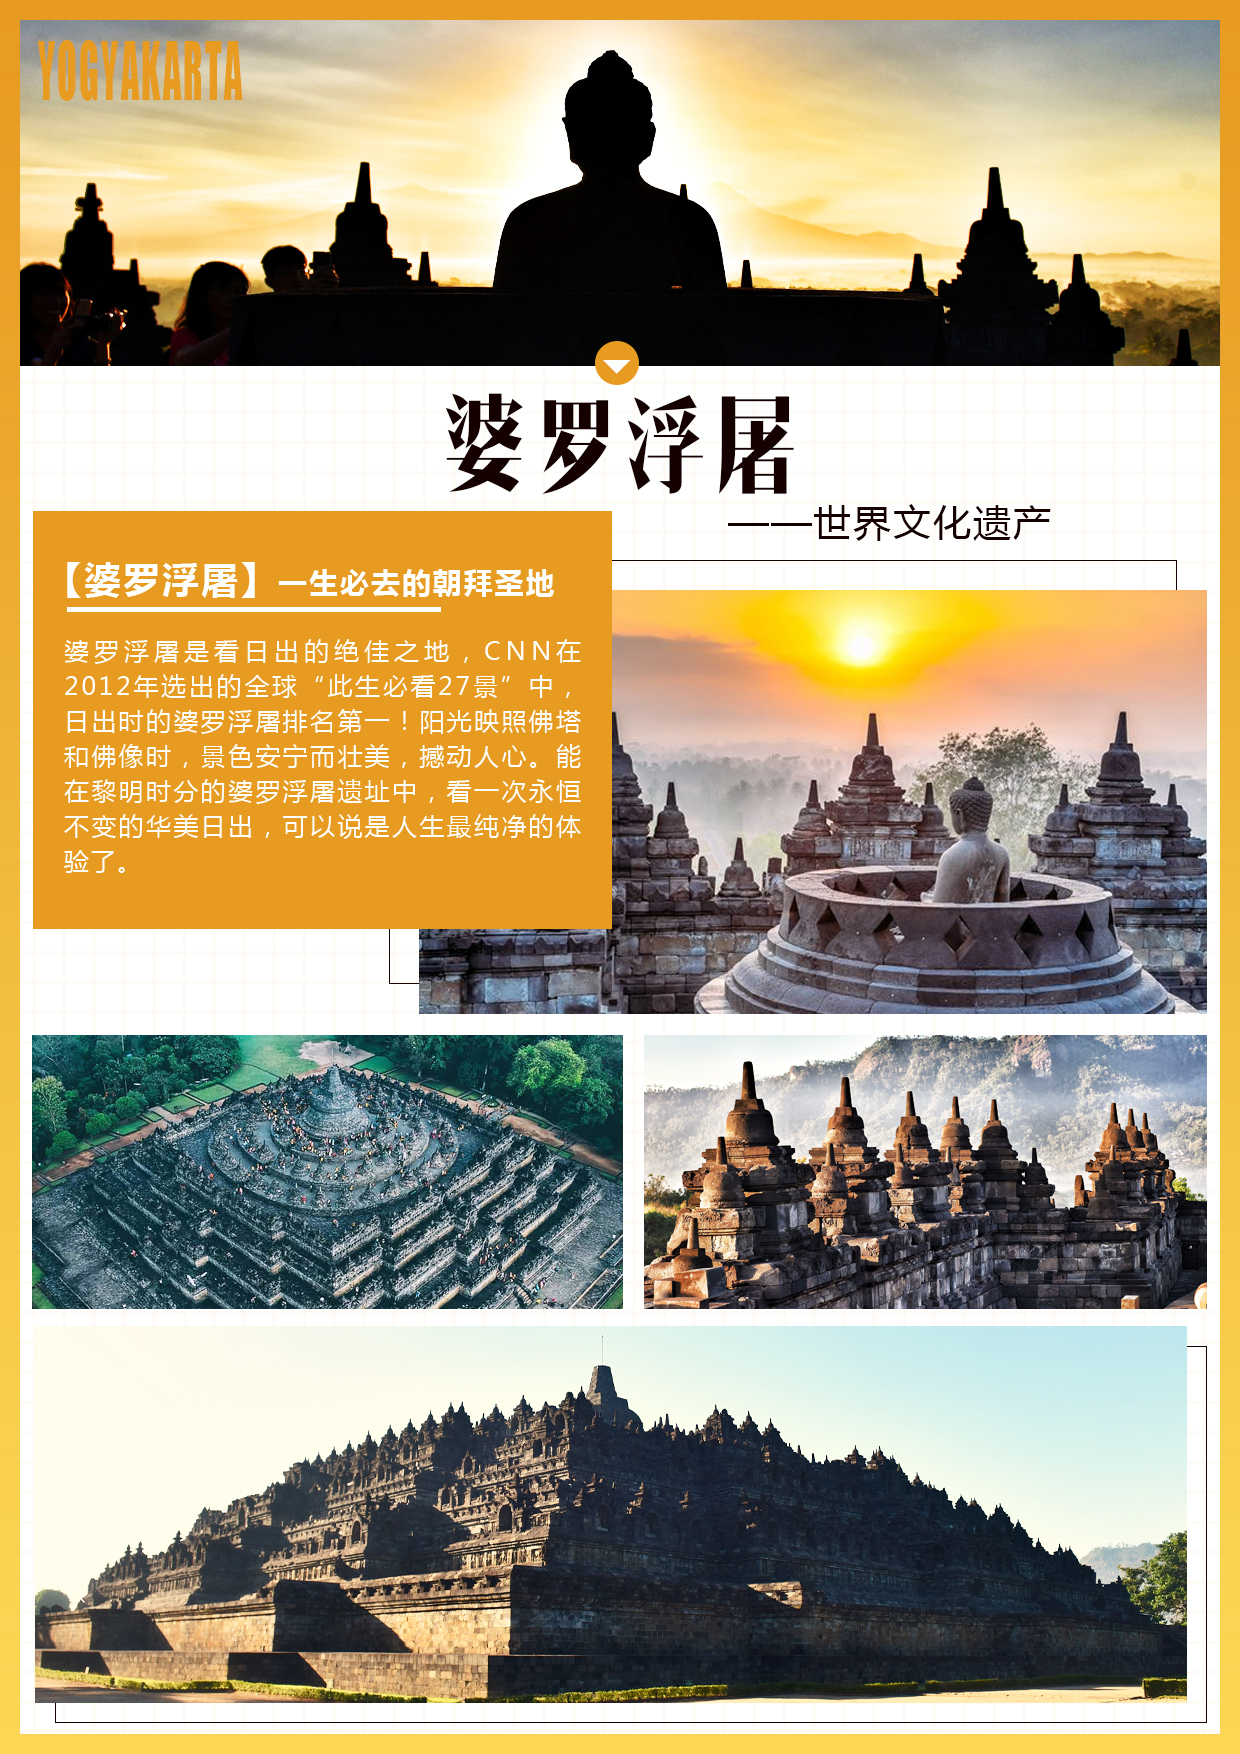 YOGYAKARTA
婆罗浮屠
——世界文化遗产
【婆罗浮屠】一生必去的朝拜圣地
婆罗浮屠是看日出的绝佳之地，CNN在
2012年选出的全球“此生必看27景”中，
日出时的婆罗浮屠排名第一！阳光映照佛塔
和佛像时，景色安宁而壮美，撼动人心。能
在黎明时分的婆罗浮屠遗址中，看一次永恒
不变的华美日出，可以说是人生最纯净的体
验了。